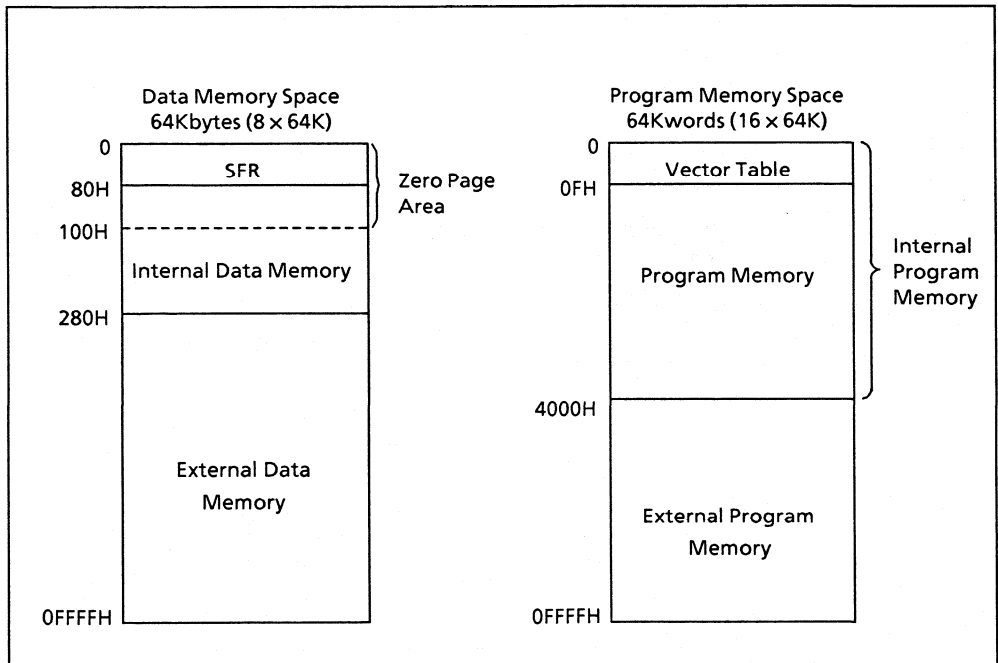 Data Memory Space
64Kbytes (8 x 64K)
0
SFR
80H
Zero Page
Area
100H
Internal Data Memory
280H
External Data
Memory
0FFFFH
Program Memory Space
64Kwords (16 x 64K)
0
Vector Table
0FH
Program Memory
Internal
Program
Memory
4000H
External Program
Memory
0FFFFH